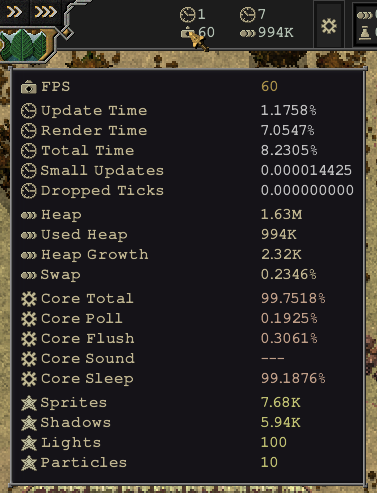 1 7
60 994K
FPS 60
Update Time 1.1758%
Render Time 7.0547%
Total Time 8.2305%
Small Updates 0.000014425
Dropped Ticks 0.000000000
Heap 1.63M
Used Heap 994K
Heap Growth 2.32K
Swap 0.2346%
Core Total 99.7518%
Core Poll 0.1925%
Core Flush 0.3061%
Core Sound ---
Core Sleep 99.1876%
Sprites 7.68K
Shadows 5.94K
Lights 100
Particles 10